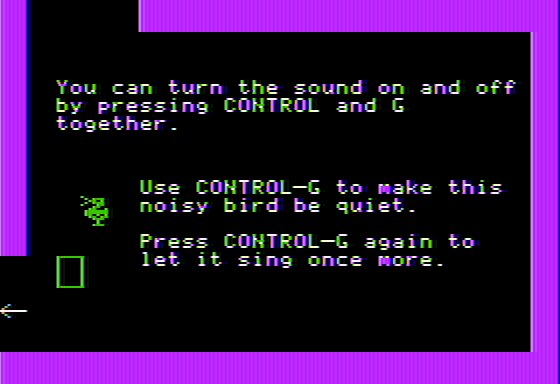 You can turn the sound on and off
by pressing CONTROL and G
together.
Use CONTROL-G to make this
noisy bird be quiet.
Press CONTROL-G again to
let it sing once more.